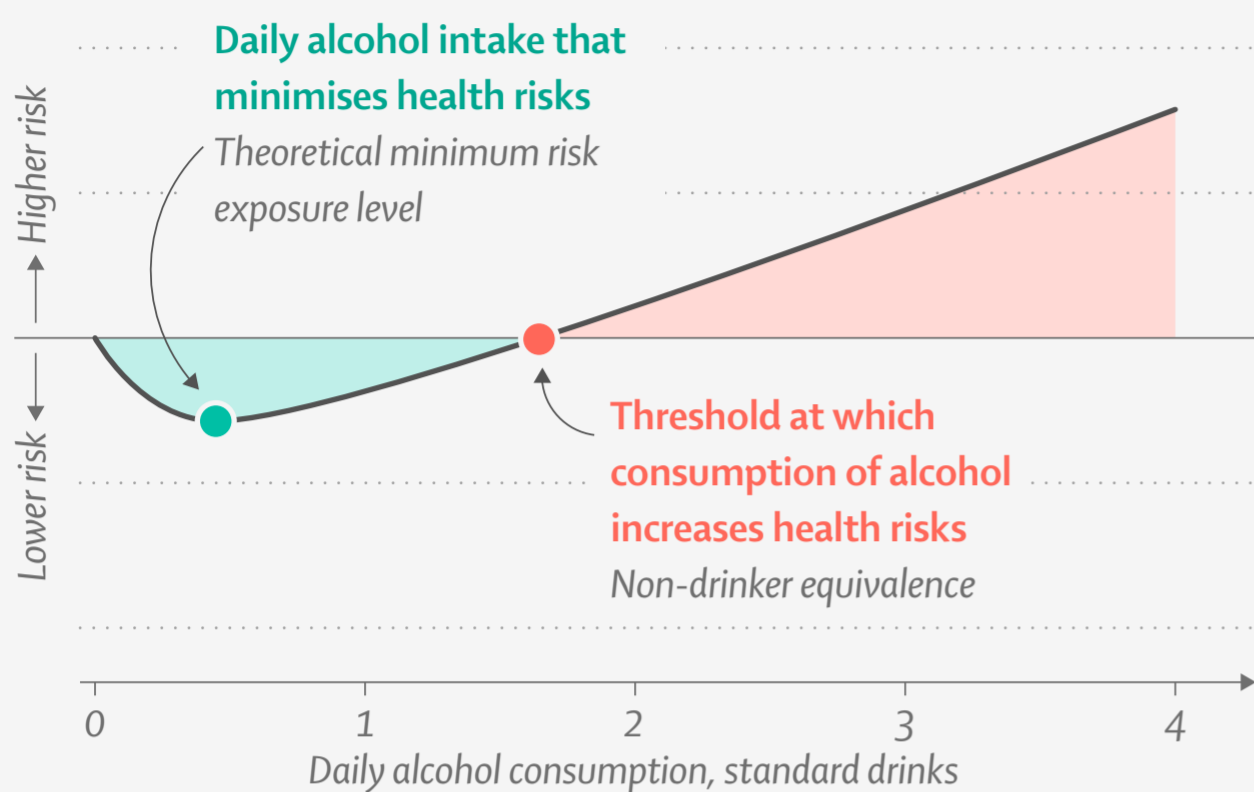 Daily alcohol intake that
minimises health risks
Theoretical minimum risk
exposure level
Higher risk
Lower risk
Threshold at which
consumption of alcohol
increases health risks
Non-drinker equivalence
0 1 2 3 4
Daily alcohol consumption, standard drinks